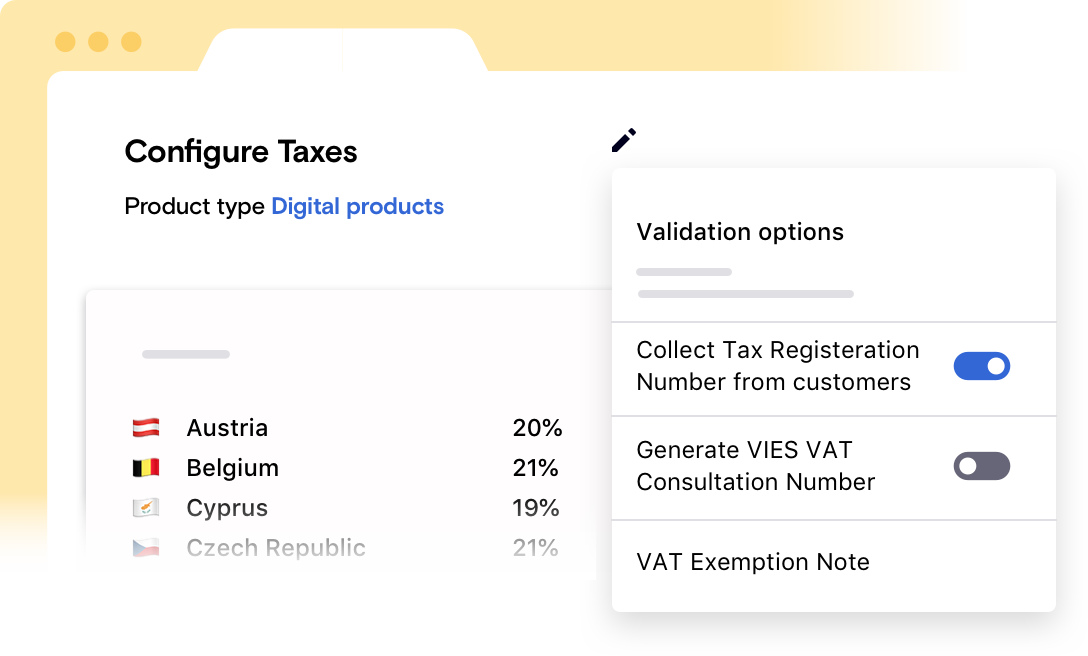 Configure Taxes
Product type Digital products
Austria 20%
Belgium 21%
Cyprus 19%
Czech Republic 21%
Validation options
Collect Tax Registeration
Number from customers
Generate VIES VAT
Consultation Number
VAT Exemption Note